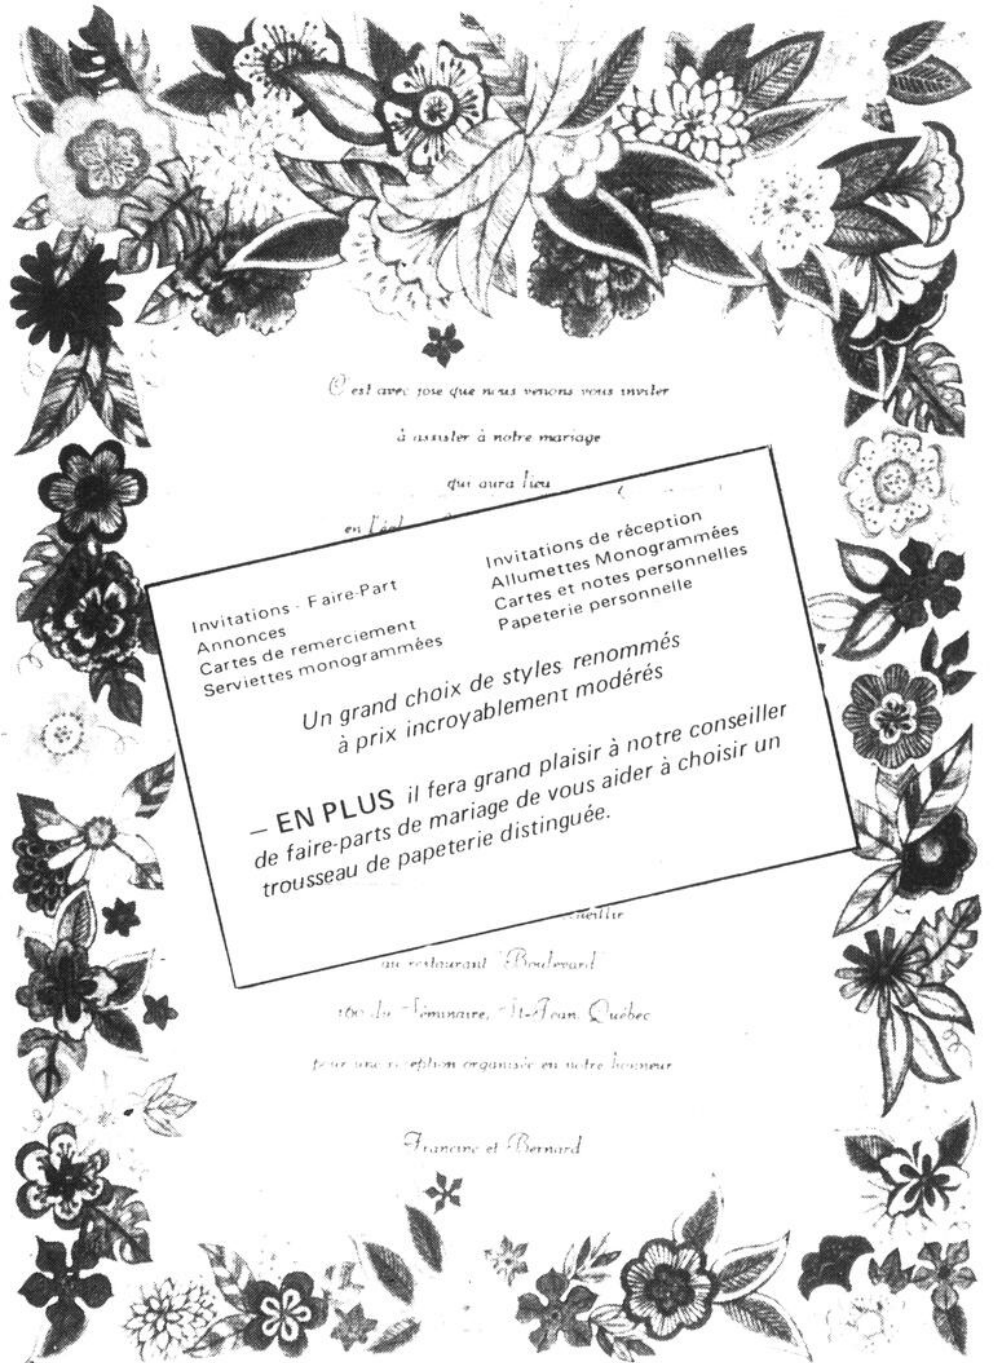 C'est avec joie que nous venons vous inviter
à assister à notre mariage
qui aura lieu
en
Invitations - Faire-Part
Annonces
Cartes de remerciement
Serviettes monogrammées
Invitations de réception
Allumettes Monogrammées
Cartes et notes personnelles
Papeterie personnelle
Un grand choix de styles renommés
à prix incroyablement modérés
– EN PLUS il fera grand plaisir à notre conseiller
de faire-parts de mariage de vous aider à choisir un
trousseau de papeterie distinguée.
au restaurant "Boulevard"
160 du Séminaire, St-Jean, Québec
pour une réception organisée en notre honneur
Francine et Bernard